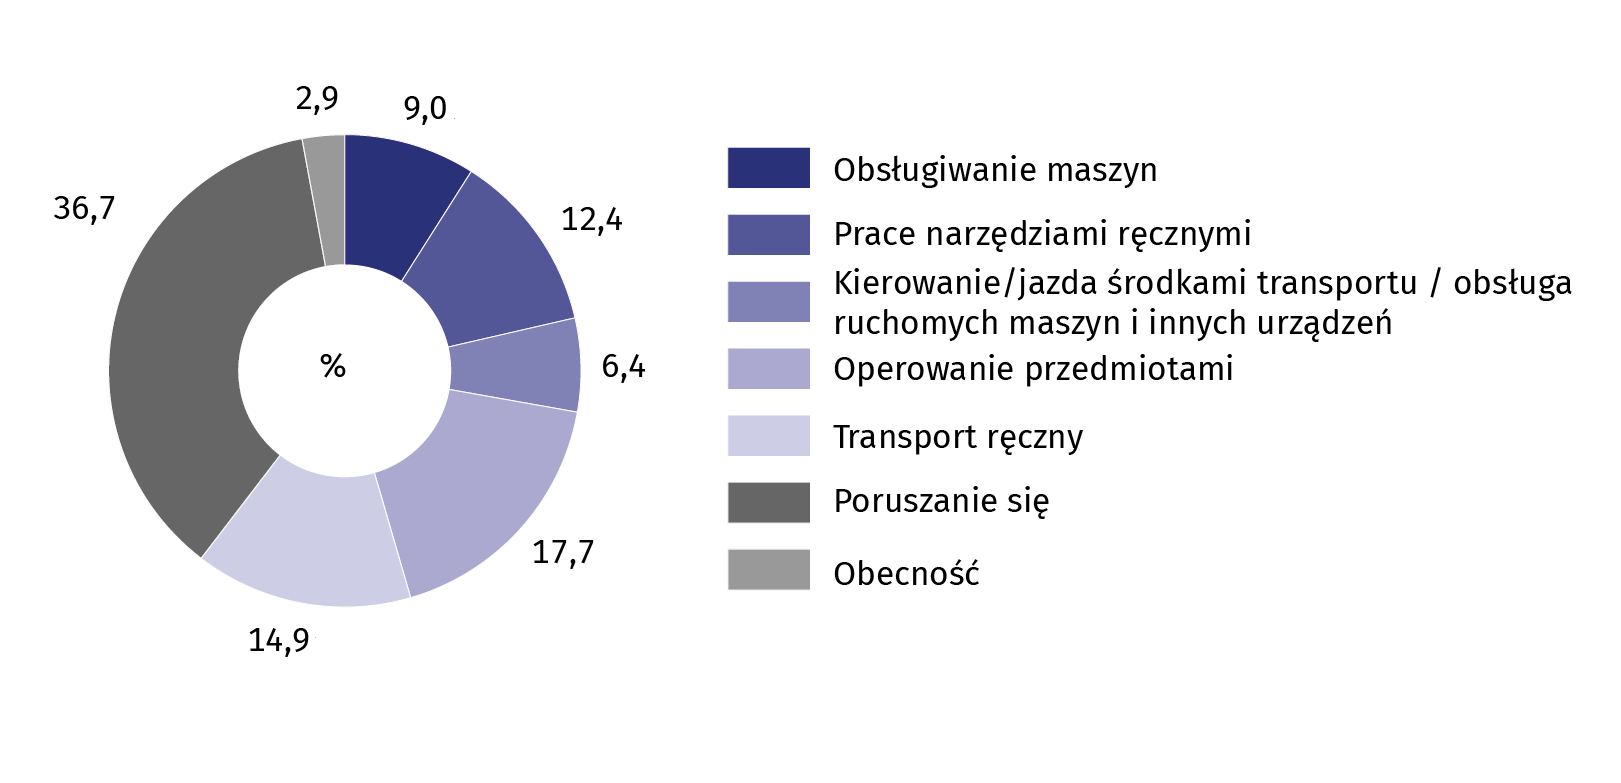 2,9
9,0
12,4
36,7
%
6,4
17,7
14,9
Obsługiwanie maszyn
Prace narzędziami ręcznymi
Kierowanie/jazda środkami transportu / obsługa
ruchomych maszyn i innych urządzeń
Operowanie przedmiotami
Transport ręczny
Poruszanie się
Obecność